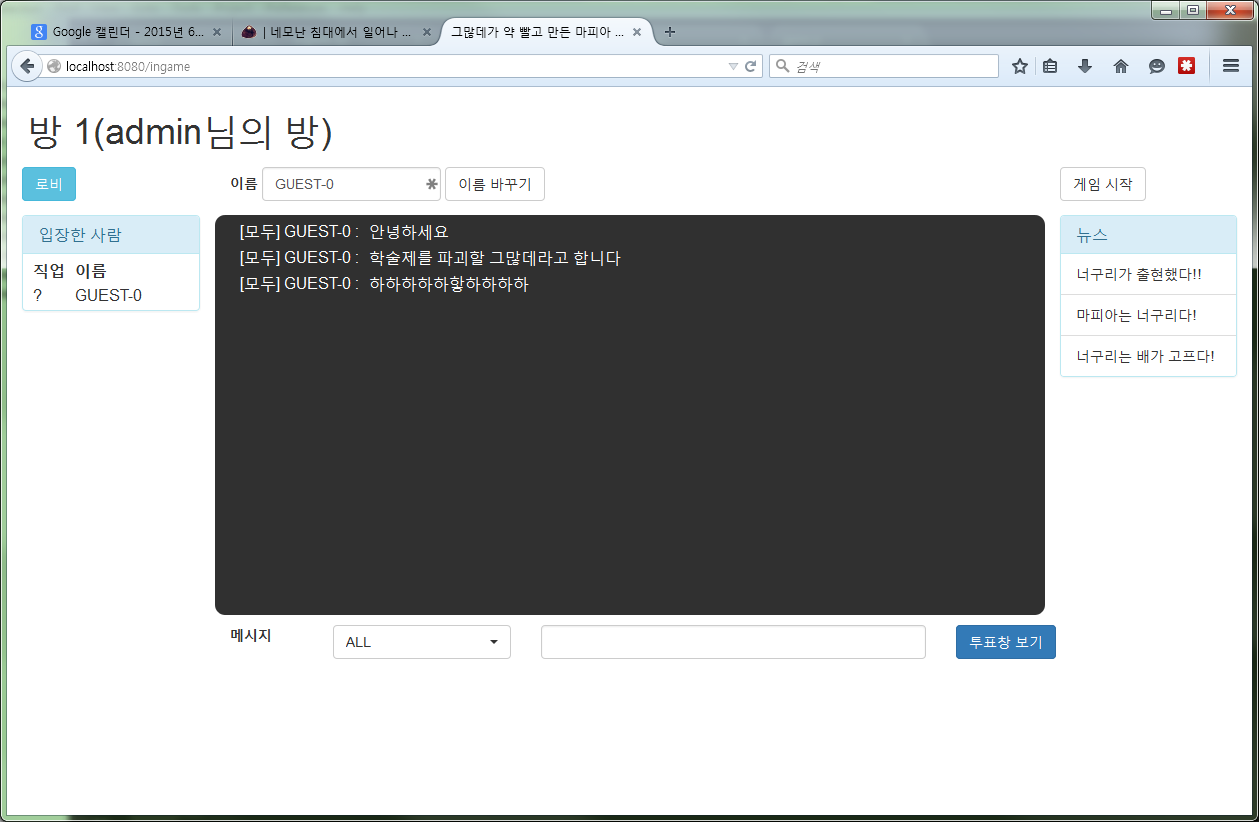 Google 캘린더 - 2015년 6...
| 네모난 침대에서 일어나 ...
그많데가 약 빨고 만든 마피아 ...
localhost:8080/ingame
검색
방 1(admin님의 방)
로비
이름
GUEST-0
이름 바꾸기
게임 시작
입장한 사람
직업 이름
? GUEST-0
[모두] GUEST-0 : 안녕하세요
[모두] GUEST-0 : 학술제를 파괴할 그많데라고 합니다
[모두] GUEST-0 : 하하하하하핳하하하하
뉴스
너구리가 출현했다!!
마피아는 너구리다!
너구리는 배가 고프다!
메시지
ALL
투표창 보기